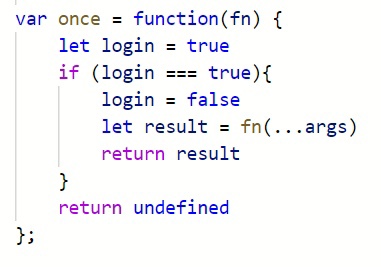 var once = function(fn) {
    let login = true
    if (login === true){
        login = false
        let result = fn(...args)
        return result
    }
    return undefined
};